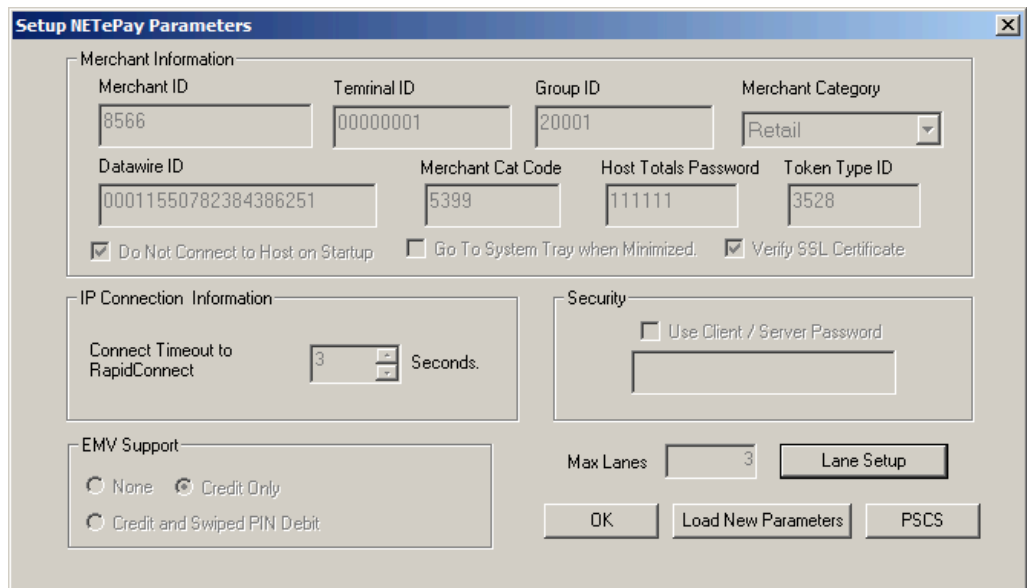 Setup NETePay Parameters
Merchant Information
Merchant ID
Temrinal ID
Group ID
Merchant Category
8566
00000001
20001
Retail
Datawire ID
Merchant Cat Code
Host Totals Password
Token Type ID
00011550782384386251
5399
111111
3528
Do Not Connect to Host on Startup
Go To System Tray when Minimized.
Verify SSL Certificate
IP Connection Information
Connect Timeout to
RapidConnect
3
Seconds.
Security
Use Client / Server Password
EMV Support
None
Credit Only
Credit and Swiped PIN Debit
Max Lanes
3
Lane Setup
OK
Load New Parameters
PSCS